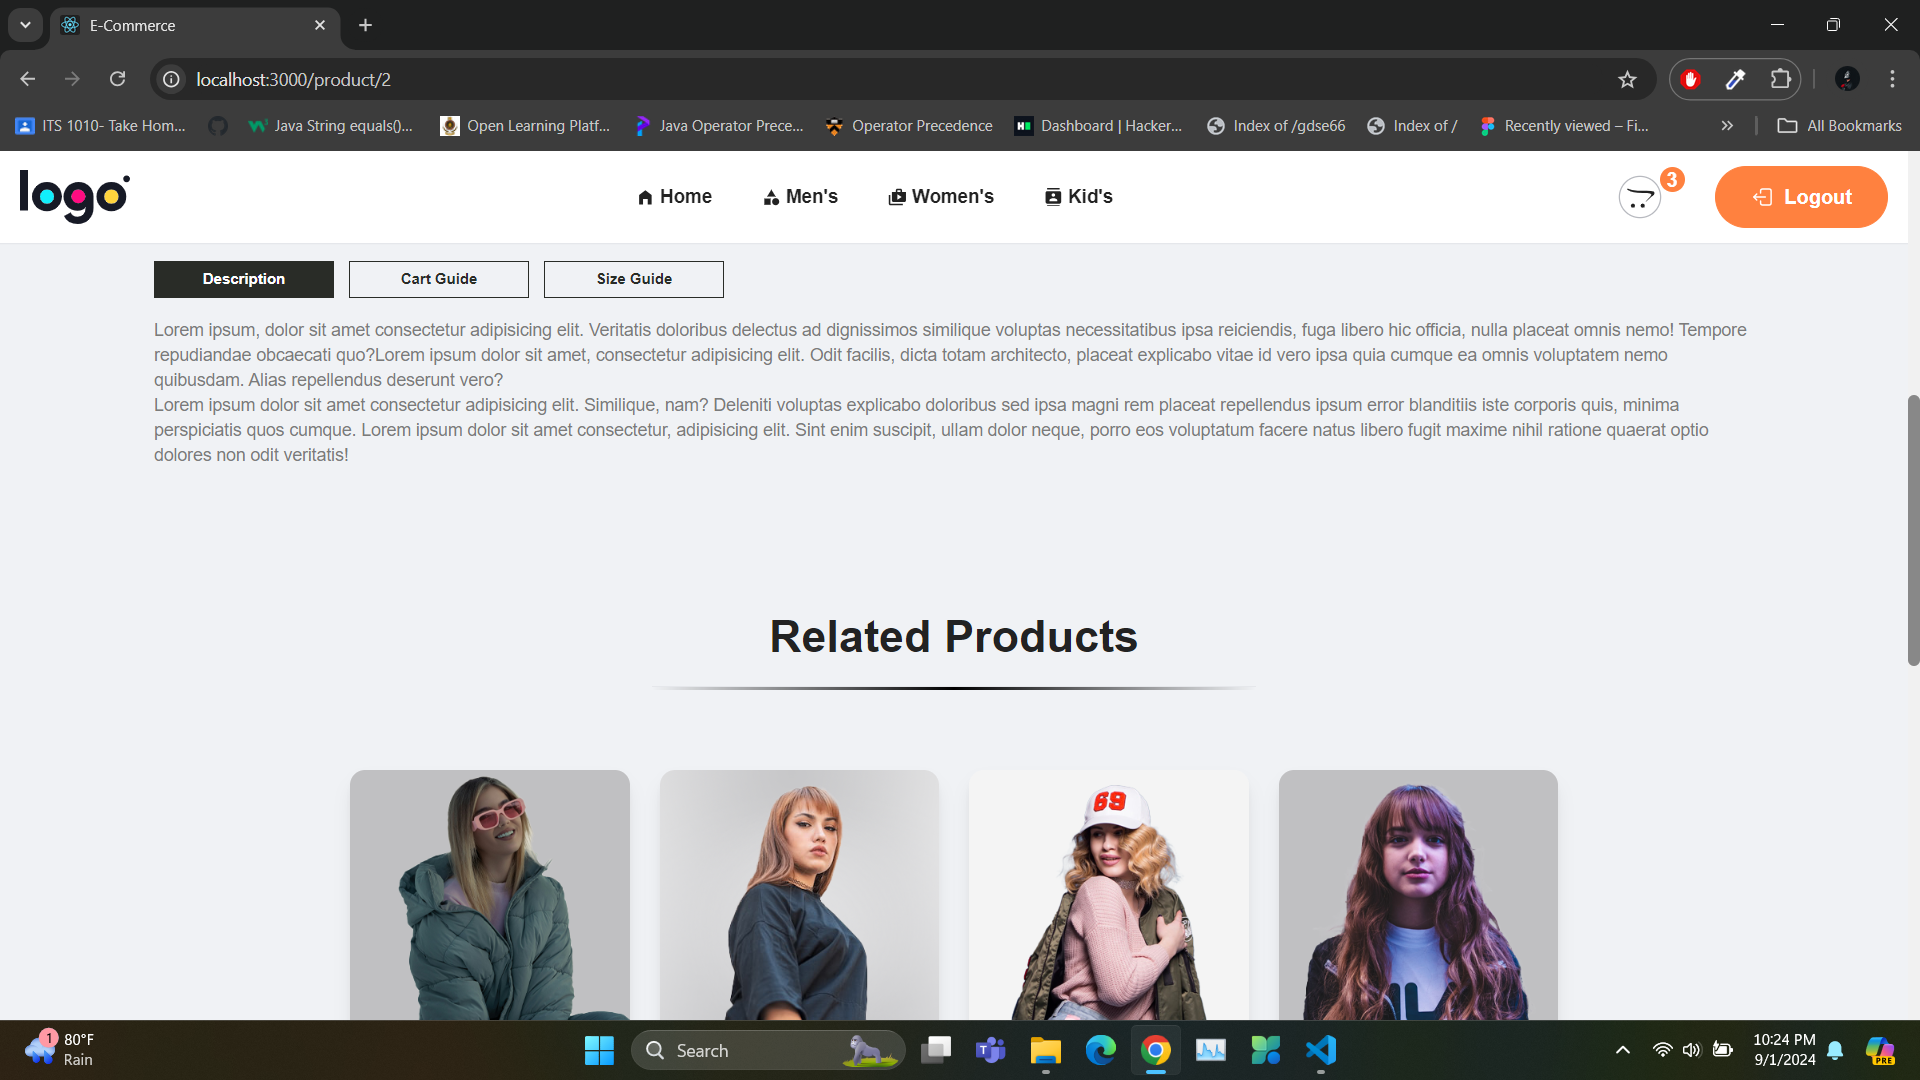 E-Commerce
localhost:3000/product/2
ITS 1010- Take Hom...
Java String equals()...
Open Learning Platf...
Java Operator Prece...
Operator Precedence
Dashboard | Hacker...
Index of /gdse66
Index of /
Recently viewed – Fi...
All Bookmarks
logo
Home
Men's
Women's
Kid's
3
Logout
Description
Cart Guide
Size Guide
Lorem ipsum, dolor sit amet consectetur adipisicing elit. Veritatis doloribus delectus ad dignissimos similique voluptas necessitatibus ipsa reiciendis, fuga libero hic officia, nulla placeat omnis nemo! Tempore
repudiandae obcaecati quo?Lorem ipsum dolor sit amet, consectetur adipisicing elit. Odit facilis, dicta totam architecto, placeat explicabo vitae id vero ipsa quia cumque ea omnis voluptatem nemo
quibusdam. Alias repellendus deserunt vero?
Lorem ipsum dolor sit amet consectetur adipisicing elit. Similique, nam? Deleniti voluptas explicabo doloribus sed ipsa magni rem placeat repellendus ipsum error blanditiis iste corporis quis, minima
perspiciatis quos cumque. Lorem ipsum dolor sit amet consectetur, adipisicing elit. Sint enim suscipit, ullam dolor neque, porro eos voluptatum facere natus libero fugit maxime nihil ratione quaerat optio
dolores non odit veritatis!
Related Products
69
1
80°F
Rain
Search
10:24 PM
9/1/2024
PRE